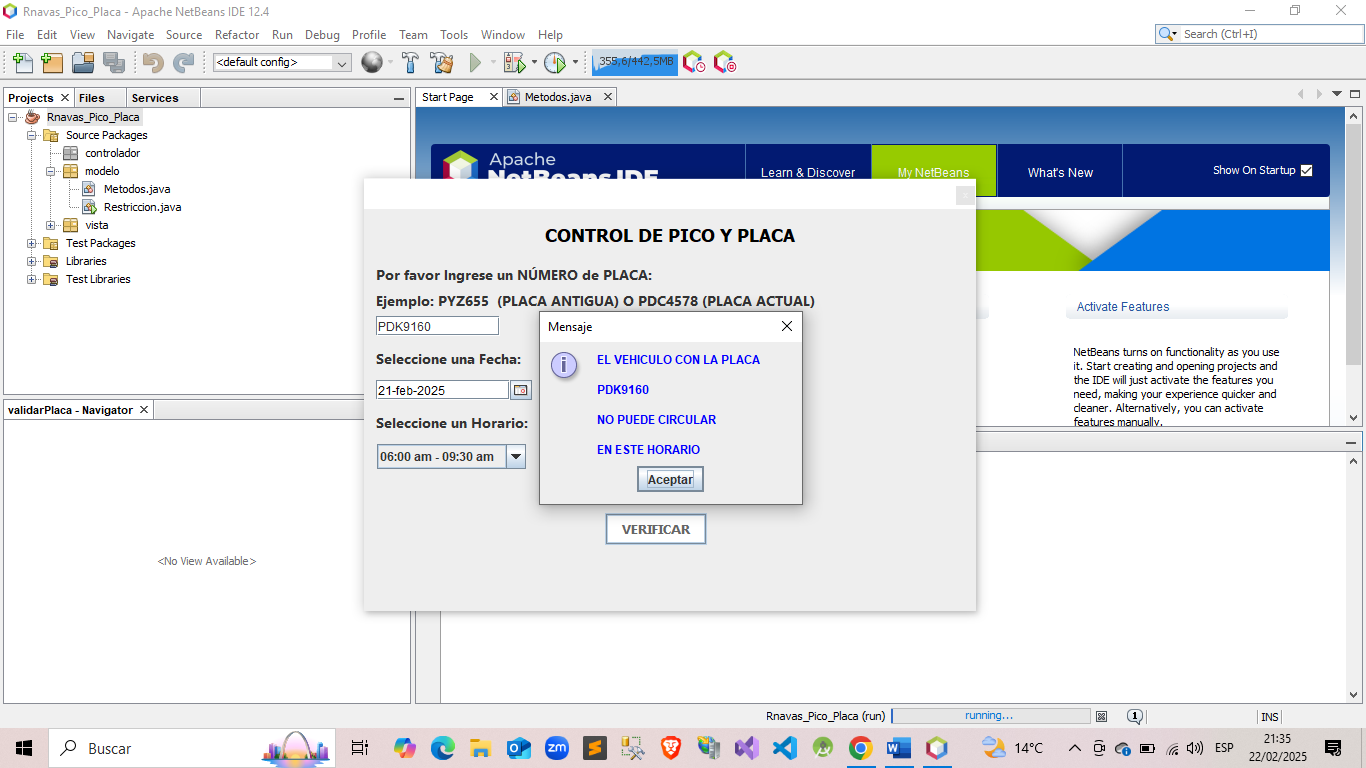 Rnavas_Pico_Placa - Apache NetBeans IDE 12.4
File Edit View Navigate Source Refactor Run Debug Profile Team Tools Window Help
Search (Ctrl+I)
<default config>
355,6/442,5MB
Projects Files Services
Start Page Metodos.java
Rnavas_Pico_Placa
Source Packages
controlador
modelo
Metodos.java
Restriccion.java
vista
Test Packages
Libraries
Test Libraries
Apache
NetBeans IDE
Learn & Discover
My NetBeans
What's New
Show On Startup
Activate Features
NetBeans turns on functionality as you use
it. Start creating and opening projects and
the IDE will just activate the features you
need, making your experience quicker and
cleaner. Alternatively, you can activate
features manually.
CONTROL DE PICO Y PLACA
Por favor Ingrese un NÚMERO de PLACA:
Ejemplo: PYZ655 (PLACA ANTIGUA) O PDC4578 (PLACA ACTUAL)
PDK9160
Seleccione una Fecha:
21-feb-2025
Seleccione un Horario:
06:00 am - 09:30 am
Mensaje
EL VEHICULO CON LA PLACA
PDK9160
NO PUEDE CIRCULAR
EN ESTE HORARIO
Aceptar
VERIFICAR
validarPlaca - Navigator
<No View Available>
Rnavas_Pico_Placa (run)
running...
1
INS
Buscar
zm
14°C
ESP
21:35
22/02/2025